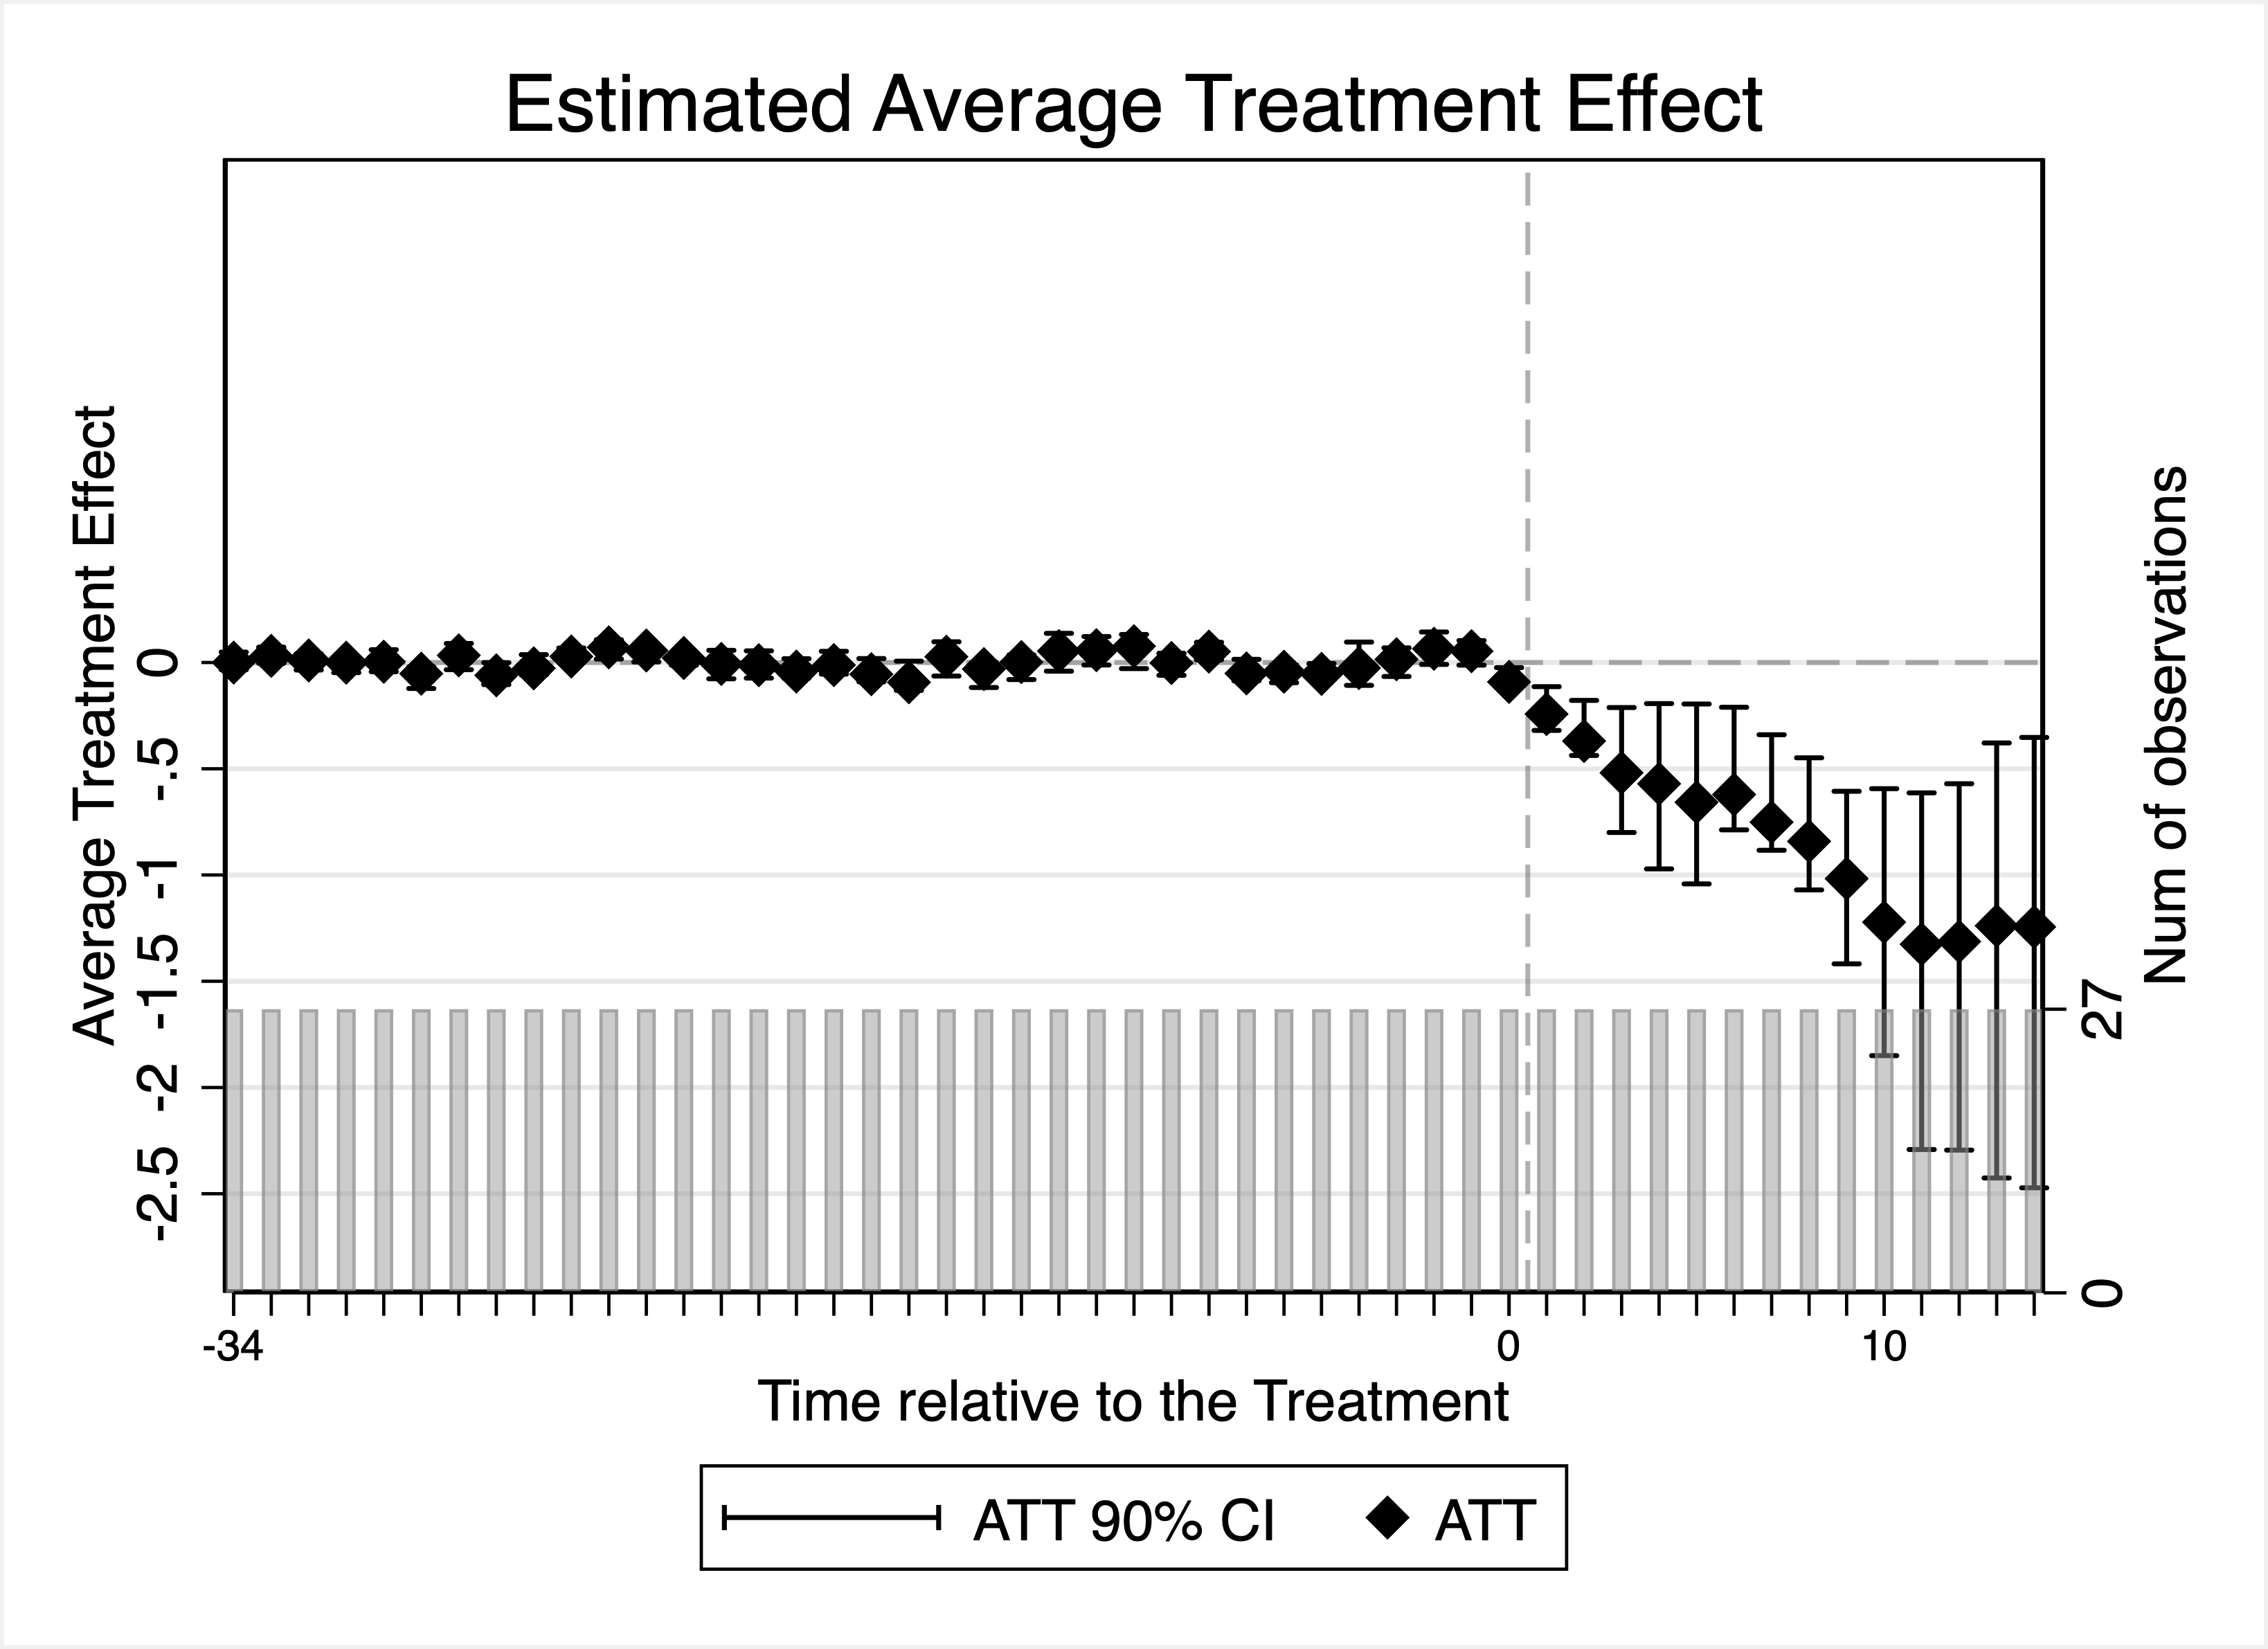 Estimated Average Treatment Effect
Average Treatment Effect
0
-.5
-1
-1.5
-2
-2.5
Num of observations
27
0
-34
0
10
Time relative to the Treatment
ATT 90% CI
ATT